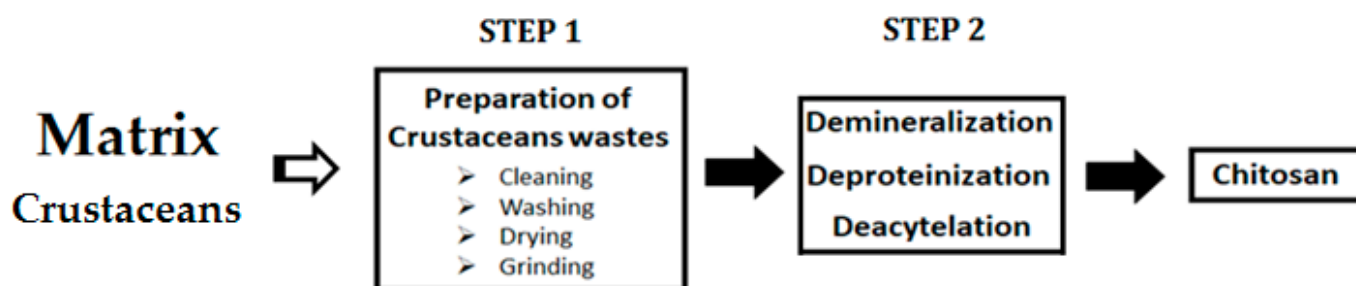 Matrix
Crustaceans
STEP 1
Preparation of
Crustaceans wastes
➢ Cleaning
➢ Washing
➢ Drying
➢ Grinding
STEP 2
Demineralization
Deproteinization
Deacytelation
Chitosan